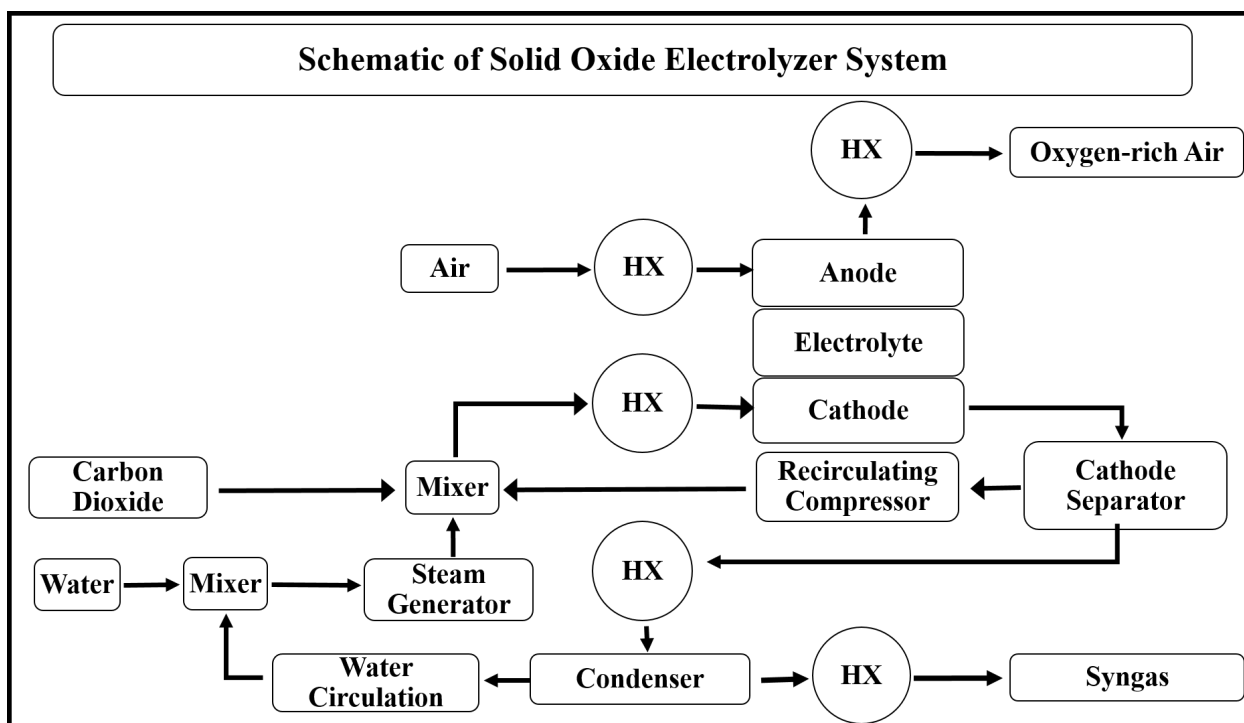 Schematic of Solid Oxide Electrolyzer System
HX
Oxygen-rich Air
Air
HX
Anode
Electrolyte
HX
Cathode
Carbon
Dioxide
Mixer
Recirculating
Compressor
Cathode
Separator
Water
Mixer
Steam
Generator
HX
Water
Circulation
Condenser
HX
Syngas